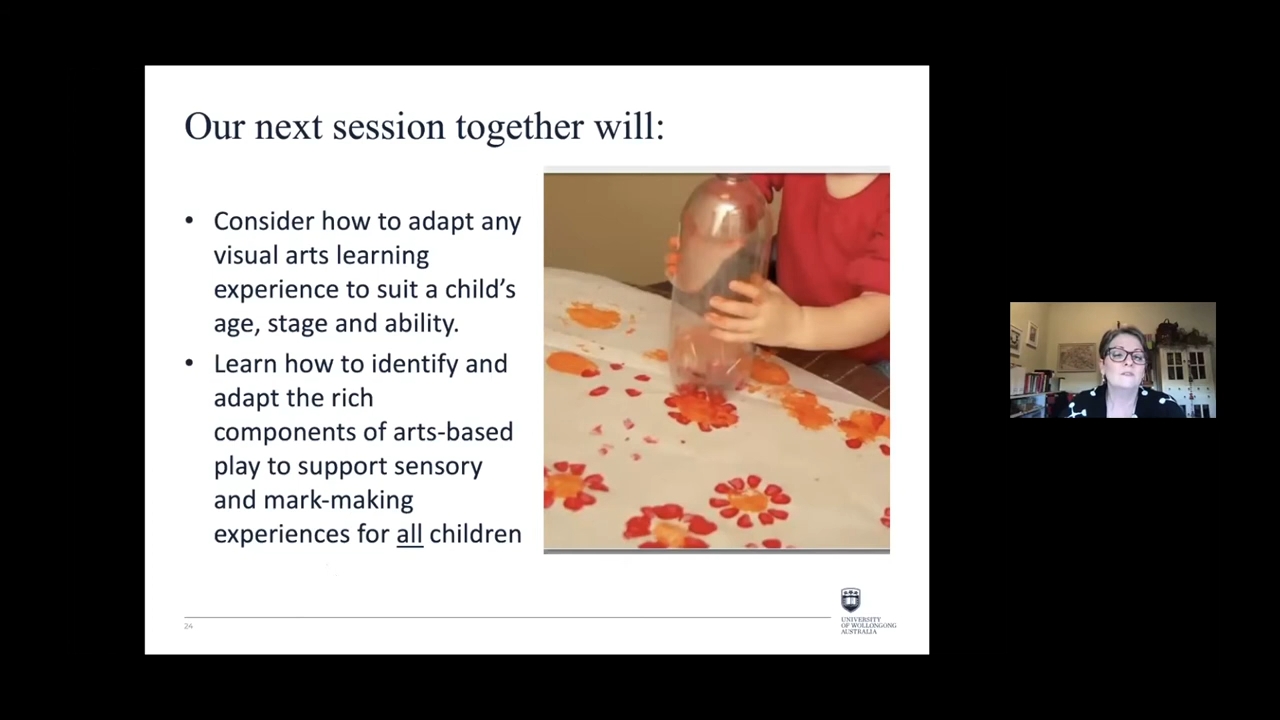 Our next session together will:
• Consider how to adapt any
visual arts learning
experience to suit a child’s
age, stage and ability.
• Learn how to identify and
adapt the rich
components of arts-based
play to support sensory
and mark-making
experiences for all children
24
UNIVERSITY
OF WOLLONGONG
AUSTRALIA